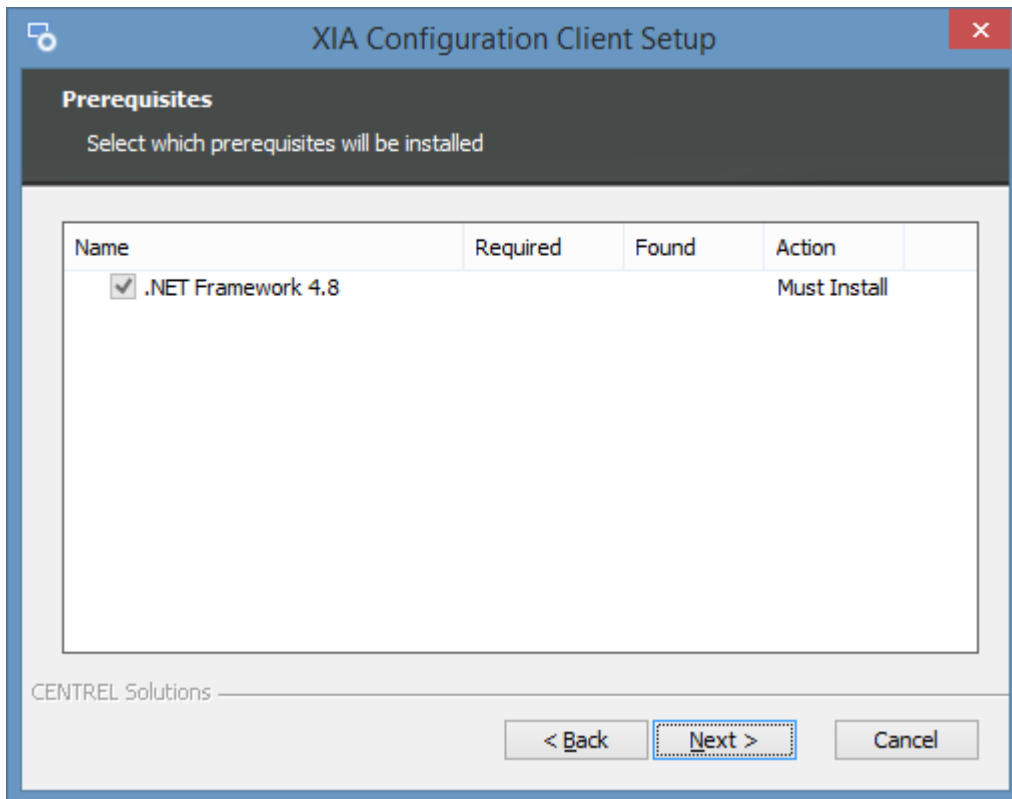 XIA Configuration Client Setup
Prerequisites
Select which prerequisites will be installed
Name Required Found Action
.NET Framework 4.8 Must Install
CENTREL Solutions
< Back Next > Cancel